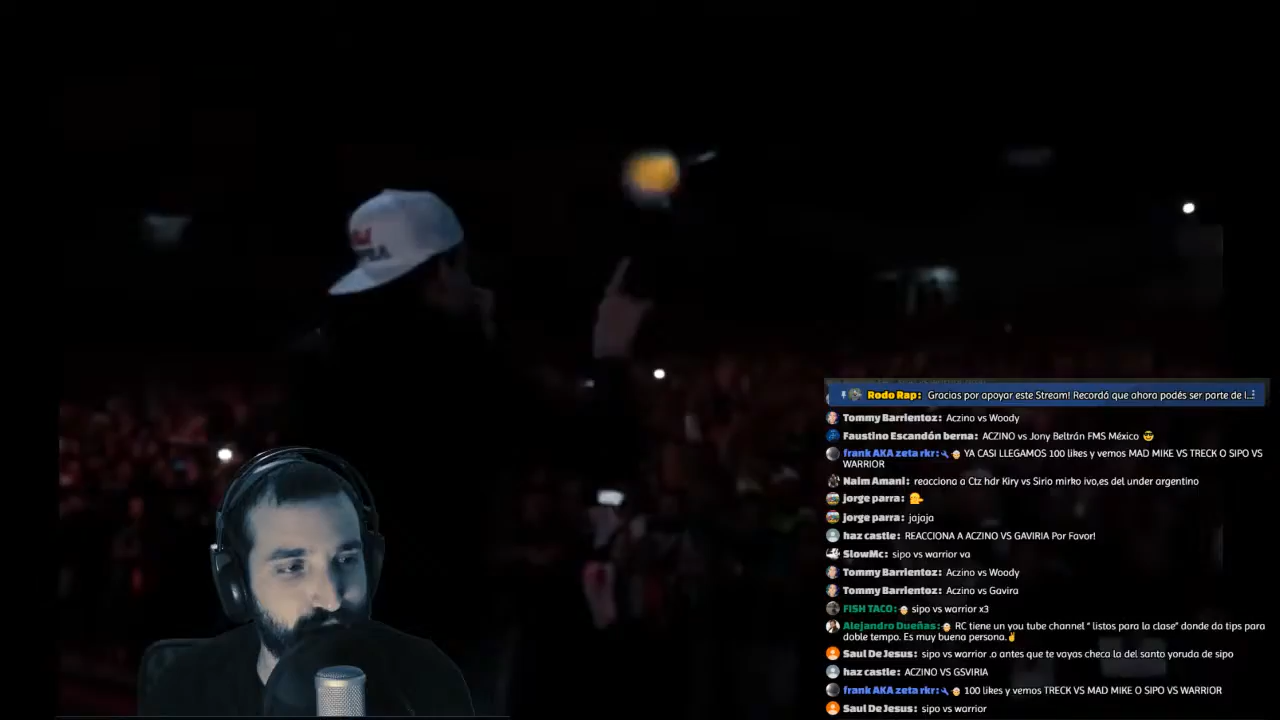 Rodo Rap: Gracias por apoyar este Stream! Recordá que ahora podés ser parte de l...
Tommy Barrientoz: Aczino vs Woody
Faustino Escandón berna: ACZINO vs Jony Beltrán FMS México 😎
frank AKA zeta rkr: YA CASI LLEGAMOS 100 likes y vemos MAD MIKE VS TRECK O SIPO VS
WARRIOR
Naim Amani: reacciona a Ctz hdr Kiry vs Sirio mirko ivo,es del under argentino
jorge parra:
jorge parra: jajaja
haz castle: REACCIONA A ACZINO VS GAVIRIA Por Favor!
SlowMc: sipo vs warrior va
Tommy Barrientoz: Aczino vs Woody
Tommy Barrientoz: Aczino vs Gavira
FISH TACO: sipo vs warrior x3
Alejandro Dueñas: RC tiene un you tube channel “ listos para la clase” donde da tips para
doble tempo. Es muy buena persona.✌
Saul De Jesus: sipo vs warrior .o antes que te vayas checa la del santo yoruda de sipo
haz castle: ACZINO VS GSVIRIA
frank AKA zeta rkr: 100 likes y vemos TRECK VS MAD MIKE O SIPO VS WARRIOR
Saul De Jesus: sipo vs warrior